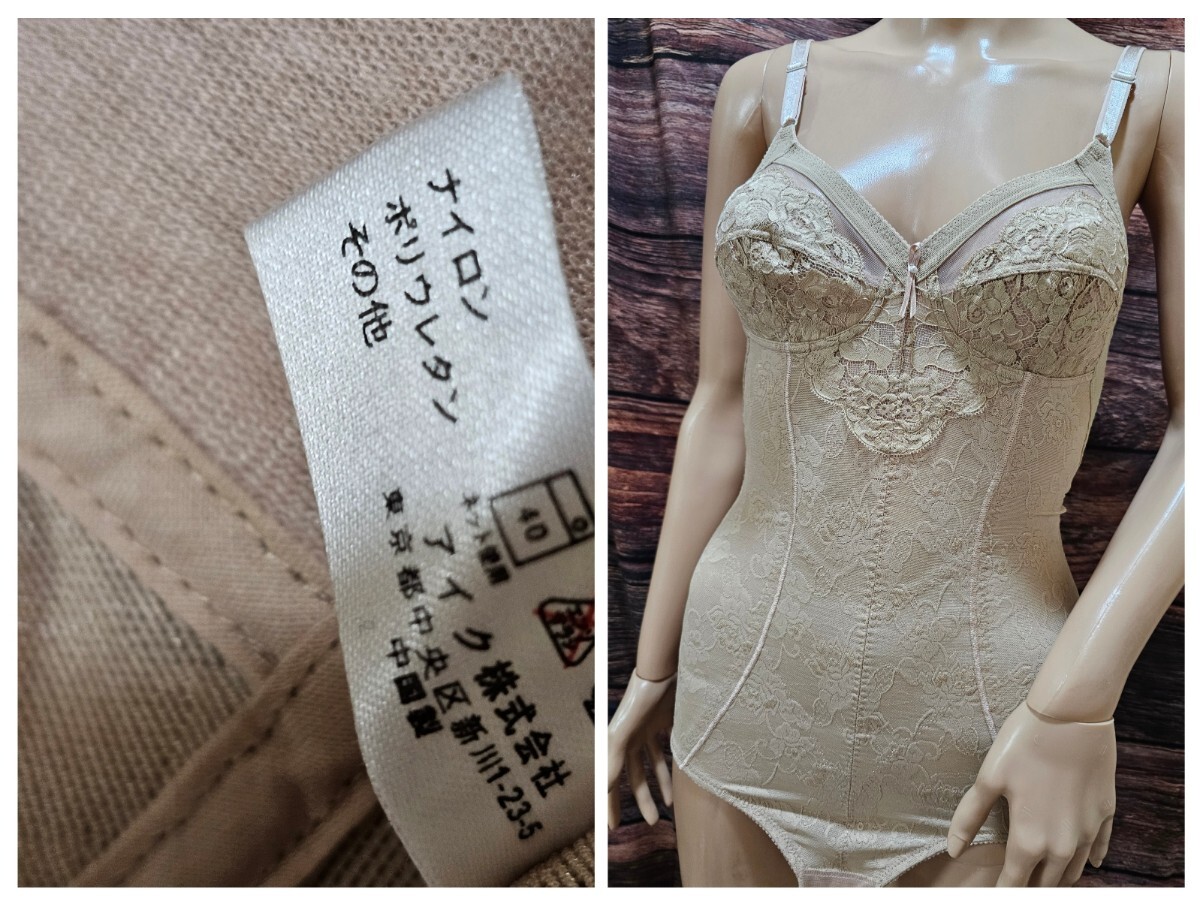 ナイロン
ポリウレタン
その他
40
ネット使用
アイク株式会社
東京都中央区新川1-23-5
中国製